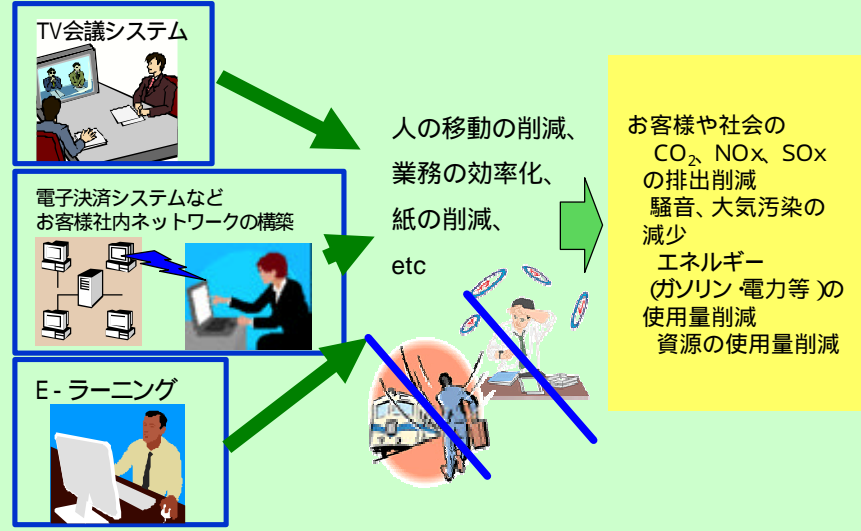 TV会議システム
電子決済システムなど
お客様社内ネットワークの構築
E - ラーニング
人の移動の削減、
業務の効率化、
紙の削減、
etc
お客様や社会の
CO₂、NOx、SOx
の排出削減
騒音、大気汚染の
減少
エネルギー
(ガソリン・電力等)の
使用量削減
資源の使用量削減